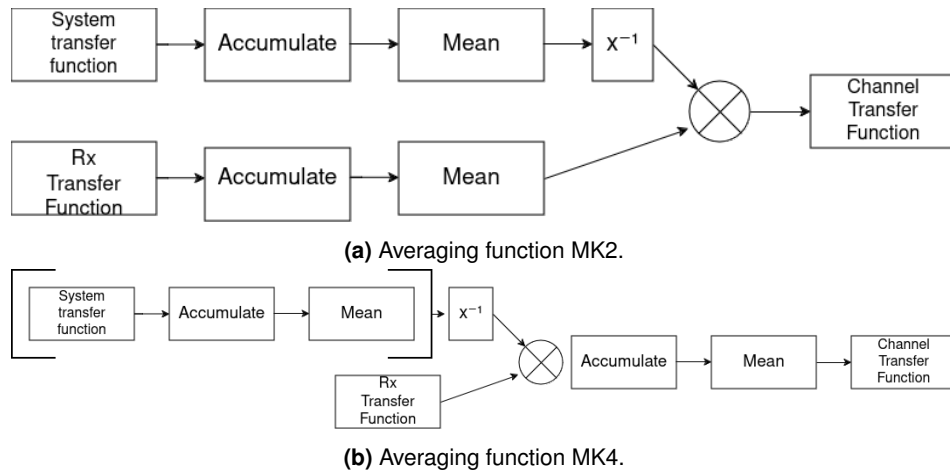 System
transfer
function
Accumulate
Mean
x⁻¹
Channel
Transfer
Function
Rx
Transfer
Function
Accumulate
Mean
(a) Averaging function MK2.
System
transfer
function
Accumulate
Mean
x⁻¹
Rx
Transfer
Function
Accumulate
Mean
Channel
Transfer
Function
(b) Averaging function MK4.